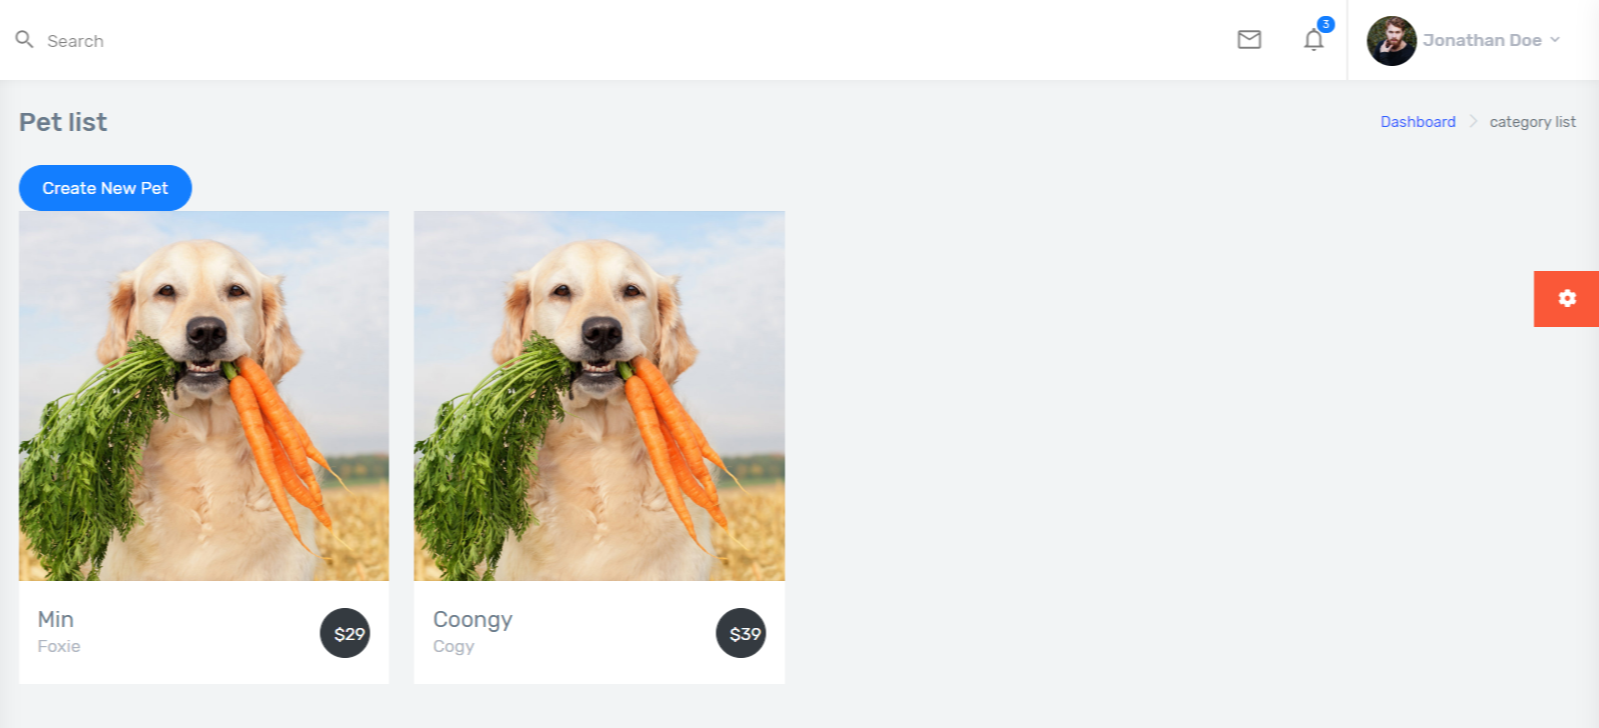 Search
3
Jonathan Doe
Pet list
Dashboard
category list
Create New Pet
Min
Foxie
$29
Coongy
Cogy
$39